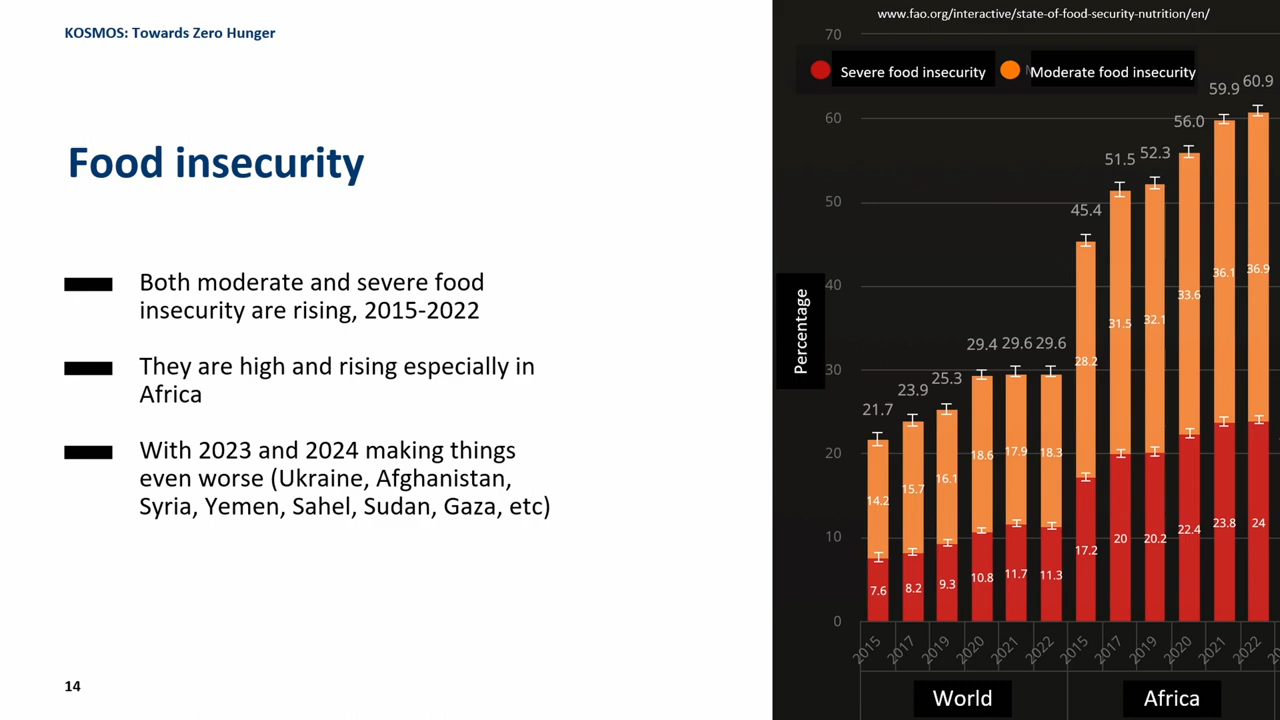 KOSMOS: Towards Zero Hunger
Food insecurity
Both moderate and severe food
insecurity are rising, 2015-2022
They are high and rising especially in
Africa
With 2023 and 2024 making things
even worse (Ukraine, Afghanistan,
Syria, Yemen, Sahel, Sudan, Gaza, etc)
14
www.fao.org/interactive/state-of-food-security-nutrition/en/
Severe food insecurity
Moderate food insecurity
Percentage
70
60
50
40
30
20
10
0
21.7 23.9 25.3 29.4 29.6 29.6 45.4 51.5 52.3 56.0 59.9 60.9
14.2 15.7 16.1 18.6 17.9 18.3 28.2 31.5 32.1 33.6 36.1 36.9
7.6 8.2 9.3 10.8 11.7 11.3 17.2 20 20.2 22.4 23.8 24
2015 2017 2019 2020 2021 2022 2015 2017 2019 2020 2021 2022
World Africa